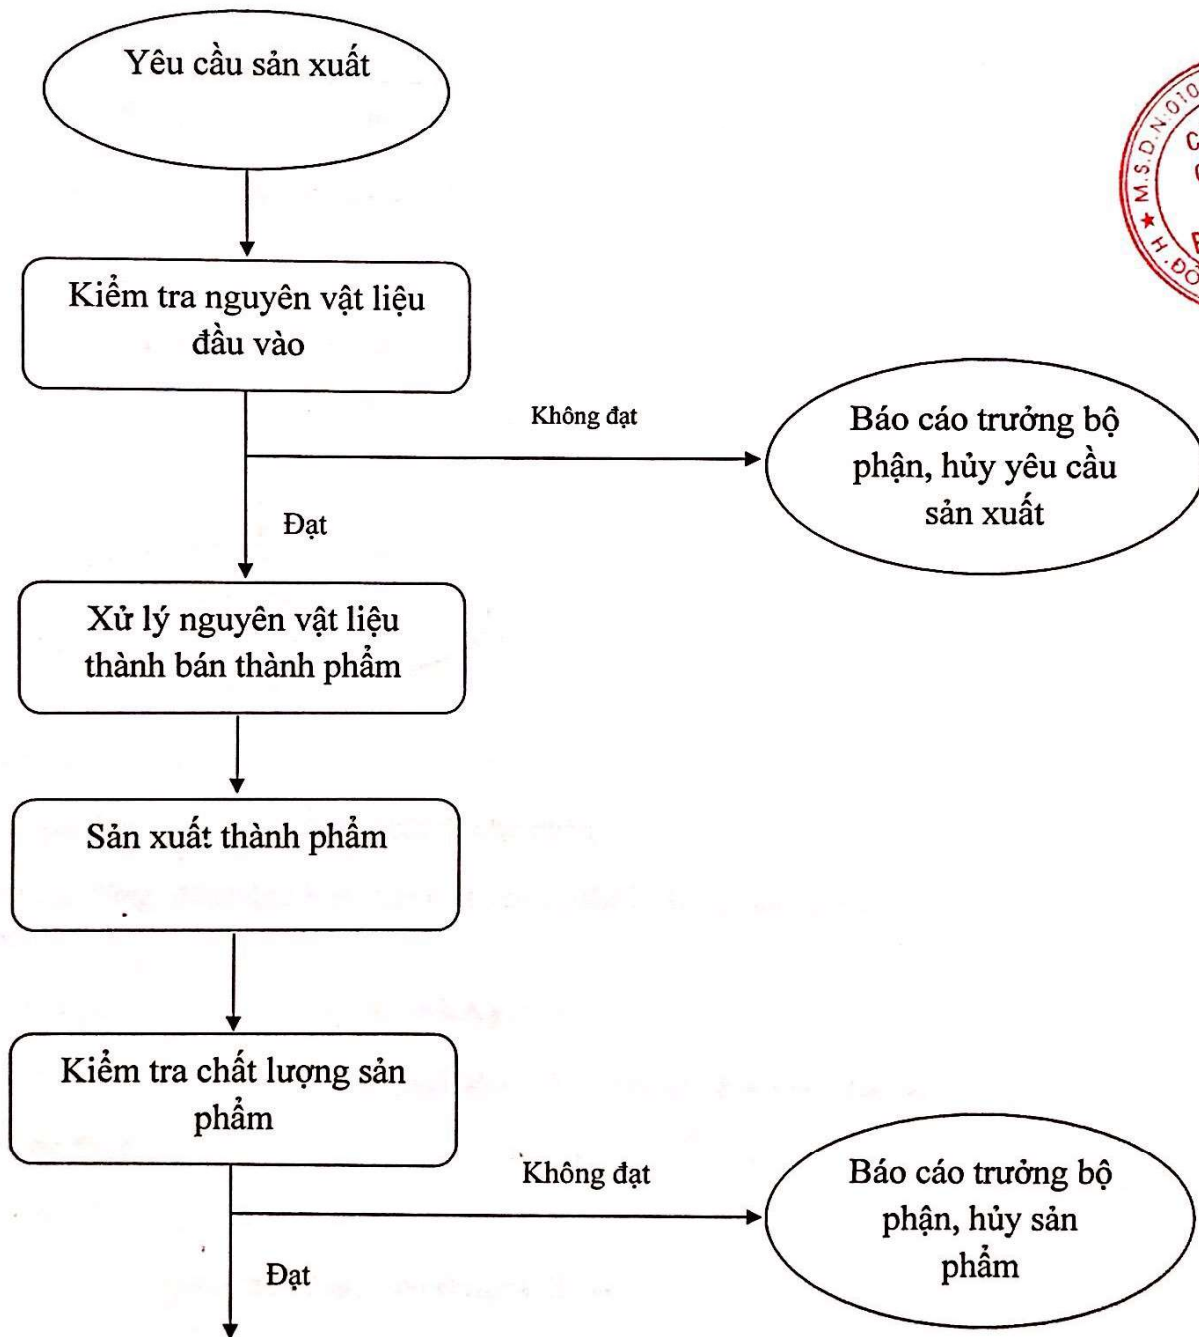 Yêu cầu sản xuất
M.S.D.N:010
Kiểm tra nguyên vật liệu
đầu vào
H.ĐÔ
Không đạt
Báo cáo trưởng bộ
phận, hủy yêu cầu
sản xuất
Đạt
Xử lý nguyên vật liệu
thành bán thành phẩm
Sản xuất thành phẩm
Kiểm tra chất lượng sản
phẩm
Không đạt
Báo cáo trưởng bộ
phận, hủy sản
phẩm
Đạt